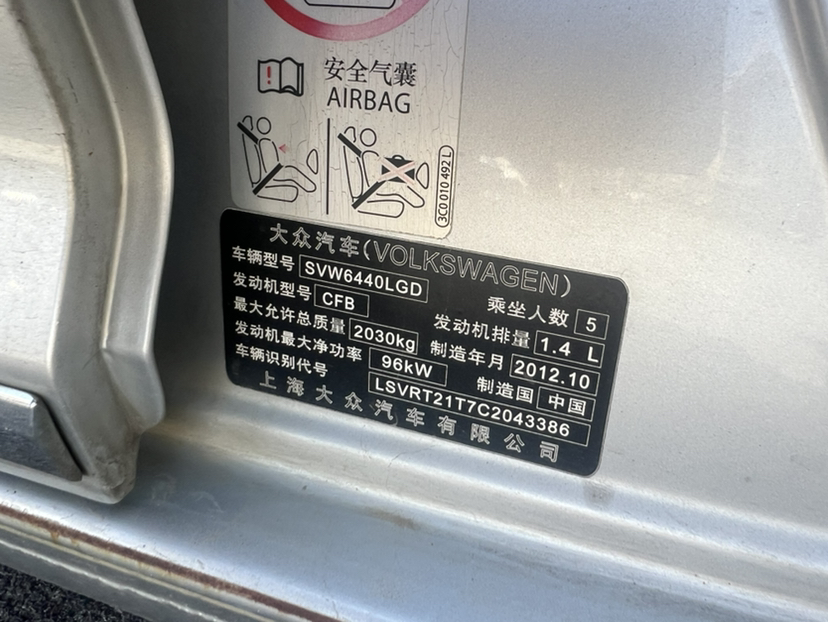 安全气囊
AIRBAG
3C0 010 492 L
大众汽车(VOLKSWAGEN)
车辆型号 SVW6440LGD 乘坐人数 5
发动机型号 CFB 发动机排量 1.4 L
最大允许总质量 2030kg 制造年月 2012.10
发动机最大净功率 96kW 制造国 中国
车辆识别代号 LSVRT21T7C2043386
上海大众汽车有限公司